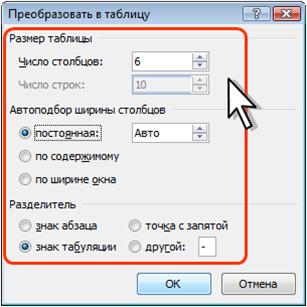 Преобразовать в таблицу
Размер таблицы
Число столбцов: 6
Число строк: 10
Автоподбор ширины столбцов
постоянная: Авто
по содержимому
по ширине окна
Разделитель
знак абзаца точка с запятой
знак табуляции другой: -
ОК Отмена